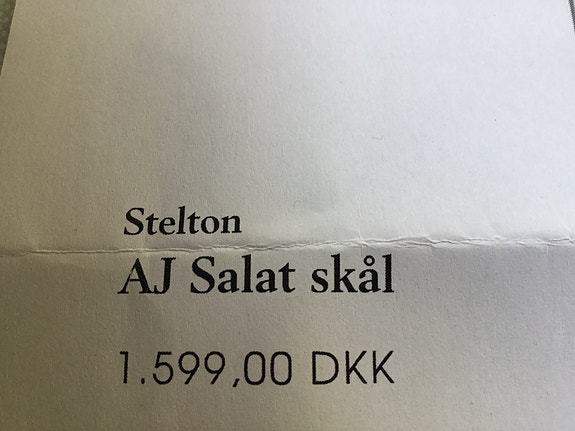 Stelton
AJ Salat skål
1.599,00 DKK